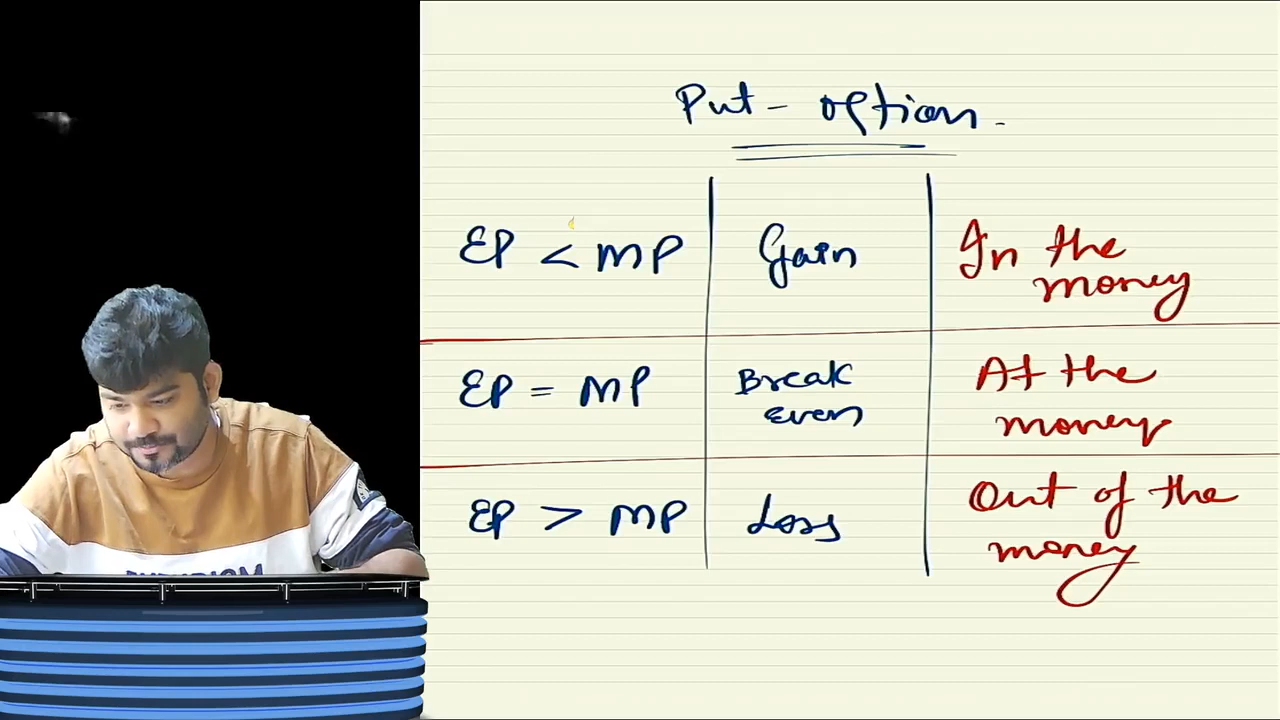 Put - option.
EP < MP | Gain | In the money
EP = MP | Break even | At the money
EP > MP | Loss | Out of the money